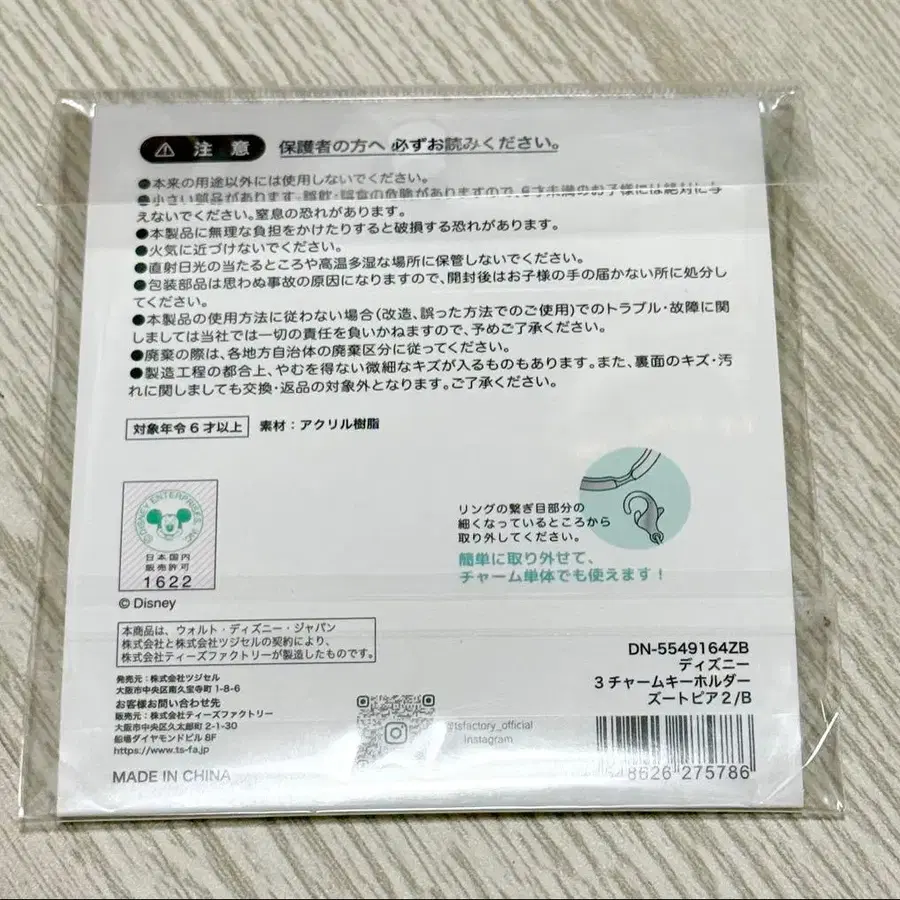 注意 保護者の方へ 必ずお読みください。
●本来の用途以外には使用しないでください。
●小さい部品があります。誤飲・誤食の危険がありますので、6才未満のお子様には絶対に与
えないでください。窒息の恐れがあります。
●本製品に無理な負担をかけたりすると破損する恐れがあります。
●火気に近づけないでください。
●直射日光の当たるところや高温多湿な場所に保管しないでください。
●包装部品は思わぬ事故の原因になりますので、開封後はお子様の手の届かない所に処分し
てください。
●本製品の使用方法に従わない場合(改造、誤った方法でのご使用)でのトラブル・故障に関
しましては当社では一切の責任を負いかねますので、予めご了承ください。
●廃棄の際は、各地方自治体の廃棄区分に従ってください。
●製造工程の都合上、やむを得ない微細なキズが入るものもあります。また、裏面のキズ・汚
れに関しましても交換・返品の対象外となります。ご了承ください。
対象年令6才以上 素材：アクリル樹脂
リングの繋ぎ目部分の
細くなっているところから
取り外してください。
簡単に取り外せて、
チャーム単体でも使えます！
©DISNEY ENTERPRISES, INC.
日本国内
販売許可
1622
© Disney
本商品は、ウォルト・ディズニー・ジャパン
株式会社と株式会社ツジセルの契約により、
株式会社ティーズファクトリーが製造したものです。
発売元：株式会社ツジセル
大阪市中央区南久宝寺町 1-8-6
お客様お問い合わせ先
販売元：株式会社ティーズファクトリー
大阪市中央区久太郎町 2-1-30
船場ダイヤモンドビル 8F
https://www.ts-fa.jp
MADE IN CHINA
@tsfactory_official
Instagram
DN-5549164ZB
ディズニー
3チャームキーホルダー
ズートピア2/B
8626 275786